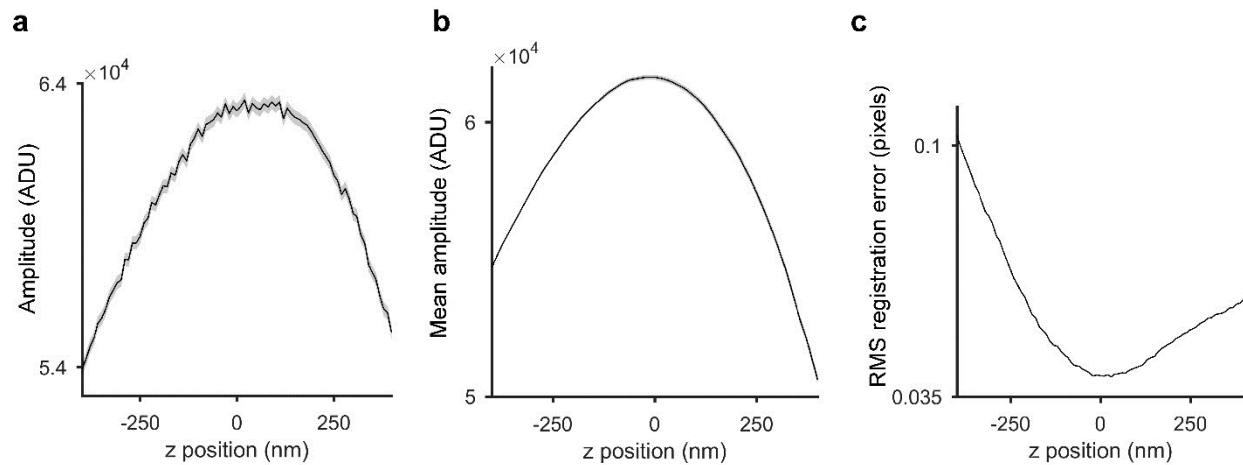 a
×10⁴
6.4
5.4
Amplitude (ADU)
-250 0 250
z position (nm)
b
×10⁴
6
5
Mean amplitude (ADU)
-250 0 250
z position (nm)
c
0.1
0.035
RMS registration error (pixels)
-250 0 250
z position (nm)